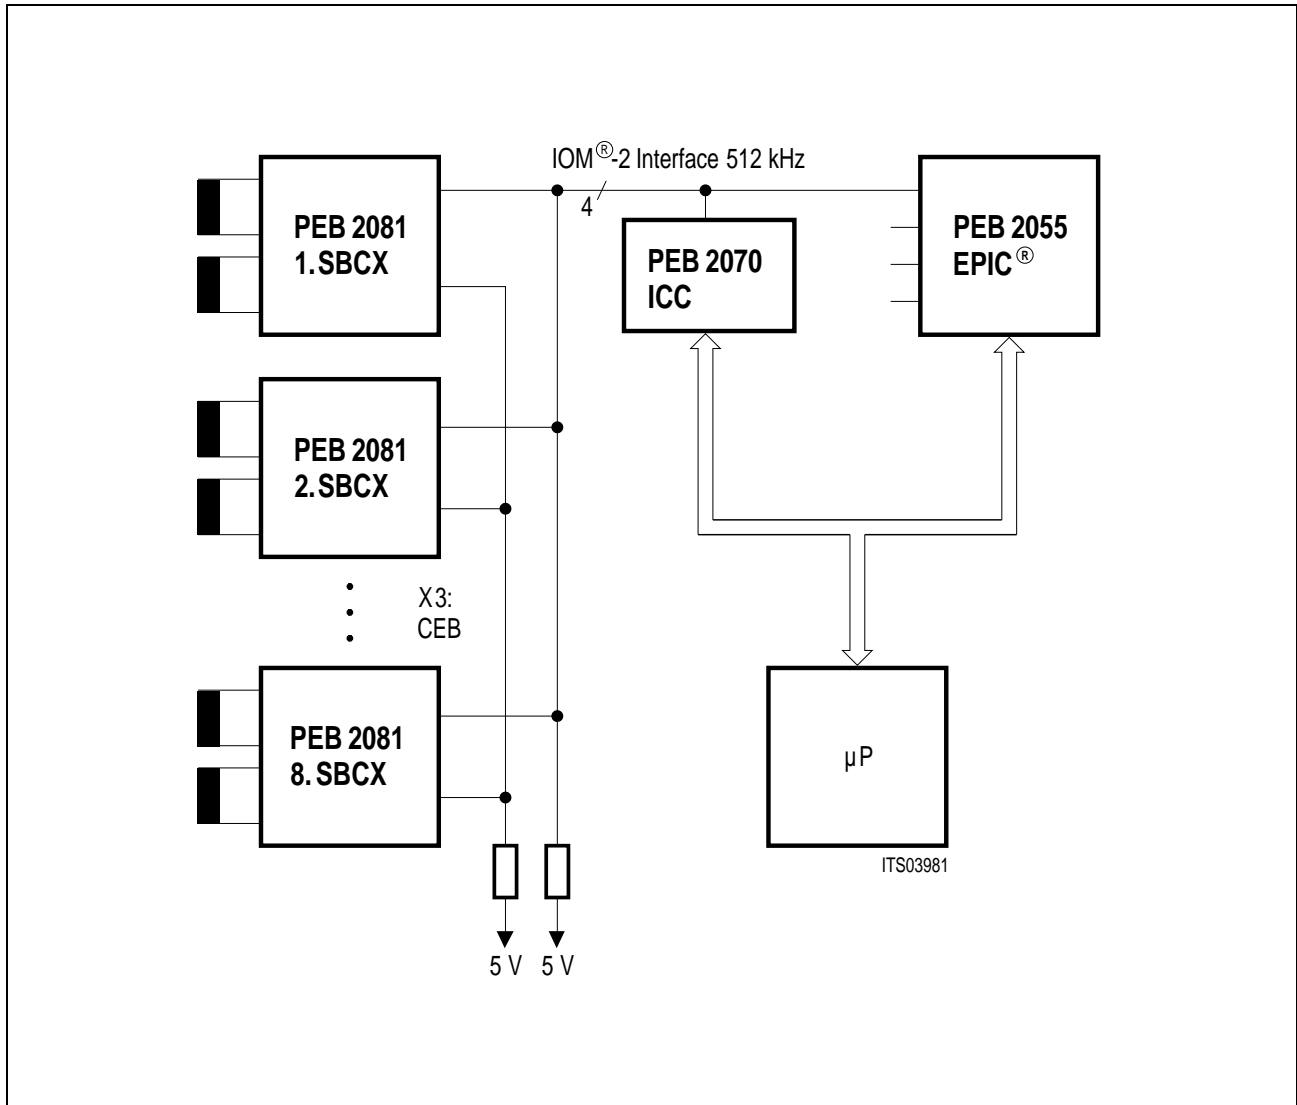 IOM®-2 Interface 512 kHz
4
PEB 2081
1. SBCX
PEB 2070
ICC
PEB 2055
EPIC®
PEB 2081
2. SBCX
X3:
CEB
PEB 2081
8. SBCX
µP
ITS03981
5 V 5 V